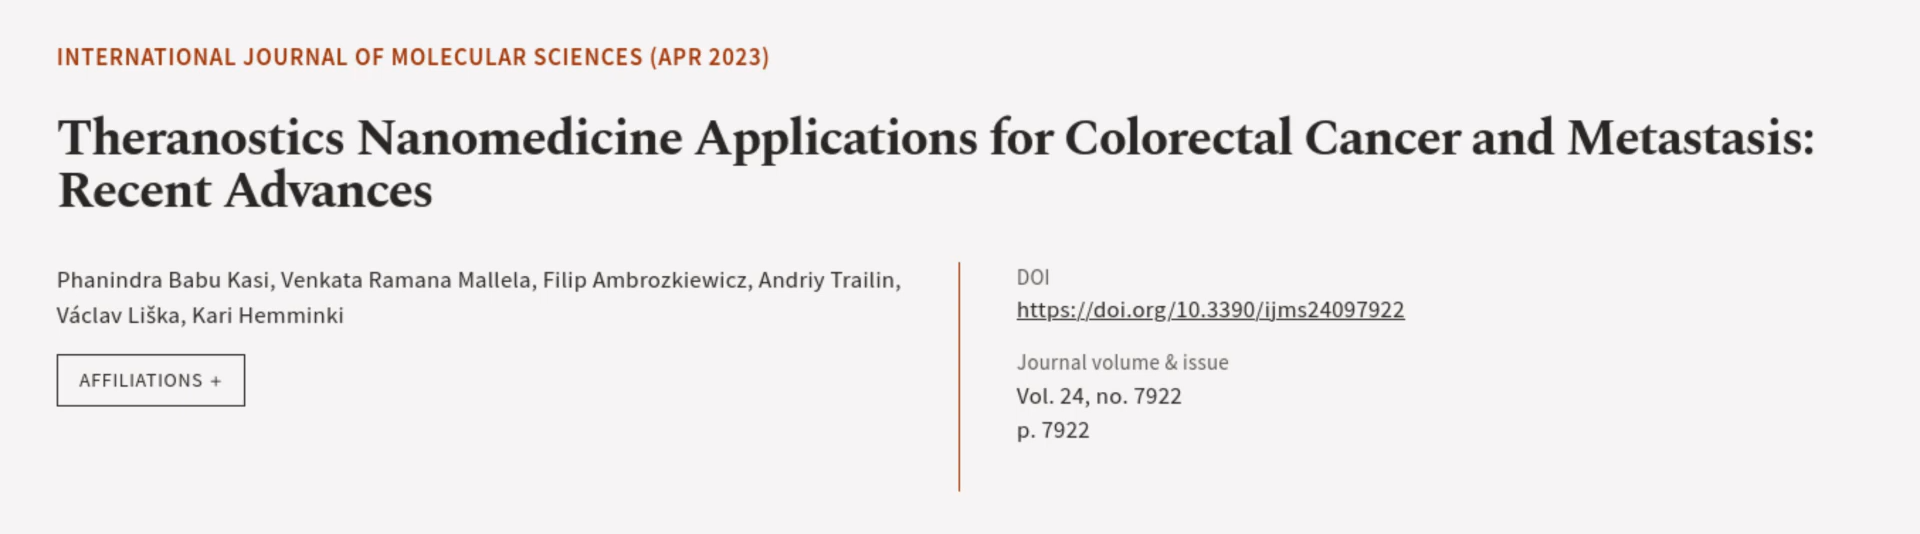 INTERNATIONAL JOURNAL OF MOLECULAR SCIENCES (APR 2023)
Theranostics Nanomedicine Applications for Colorectal Cancer and Metastasis:
Recent Advances
Phanindra Babu Kasi, Venkata Ramana Mallela, Filip Ambrozkiewicz, Andriy Trailin,
Václav Liška, Kari Hemminki
AFFILIATIONS +
DOI
https://doi.org/10.3390/ijms24097922
Journal volume & issue
Vol. 24, no. 7922
p. 7922